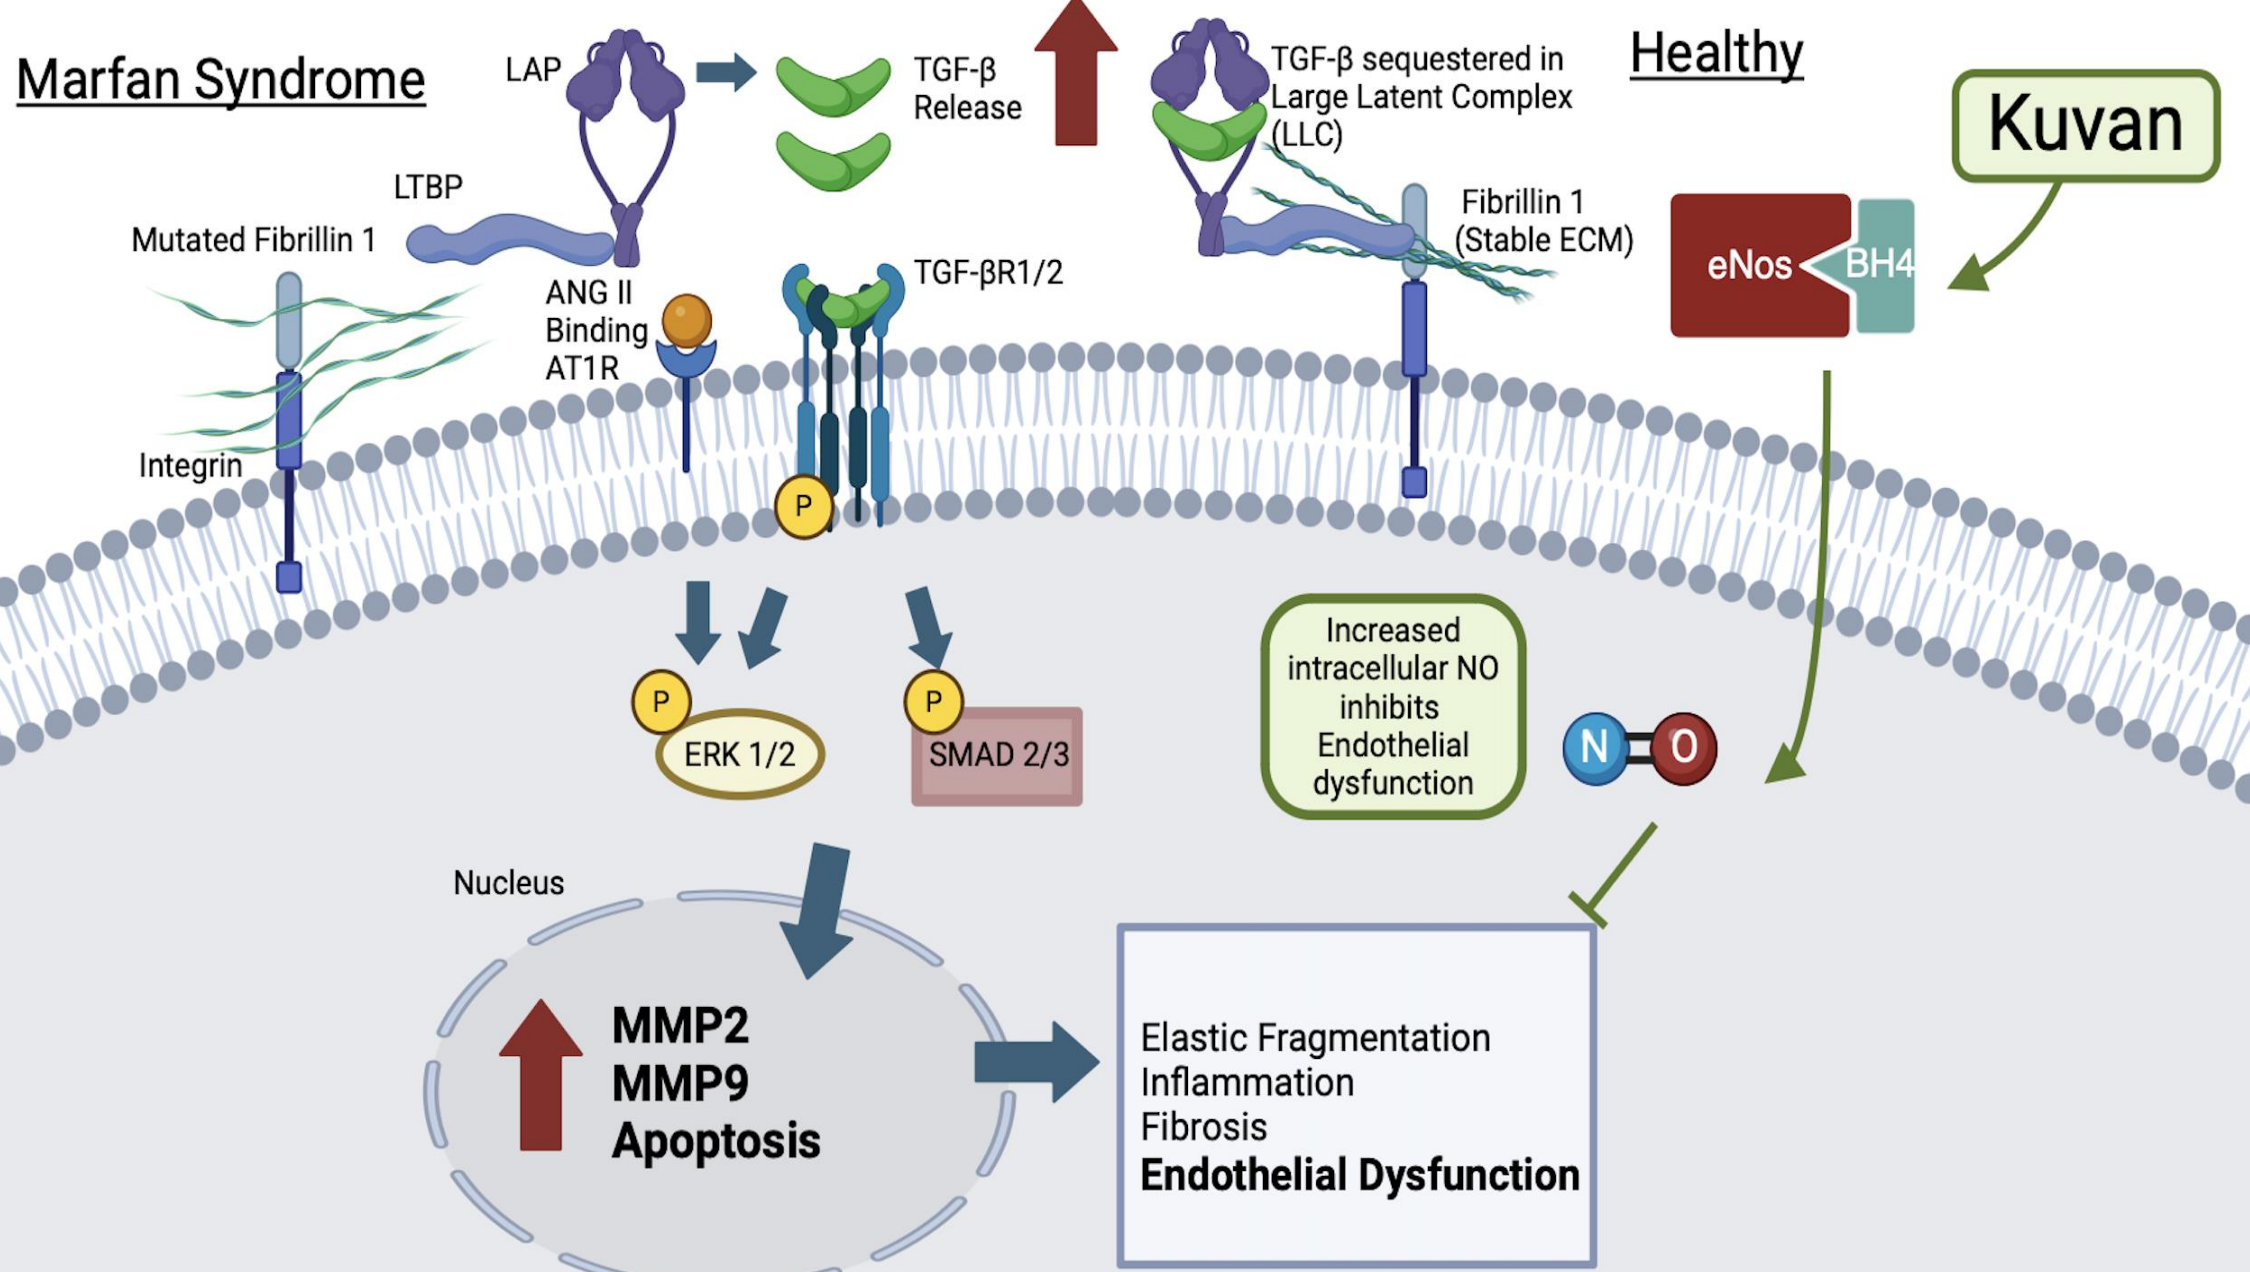 Marfan Syndrome
LAP
TGF-β
Release
TGF-β sequestered in
Large Latent Complex
(LLC)
Healthy
Kuvan
LTBP
Mutated Fibrillin 1
Fibrillin 1
(Stable ECM)
eNos
BH4
ANG II
Binding
AT1R
TGF-βR1/2
Integrin
P
P
ERK 1/2
P
SMAD 2/3
Increased
intracellular NO
inhibits
Endothelial
dysfunction
N
O
Nucleus
MMP2
MMP9
Apoptosis
Elastic Fragmentation
Inflammation
Fibrosis
Endothelial Dysfunction